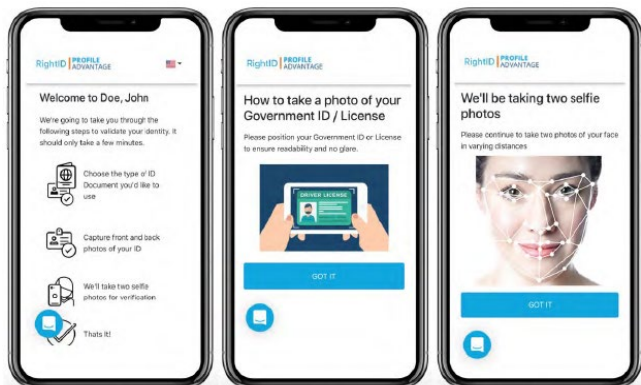 RightID | PROFILE
ADVANTAGE
Welcome to Doe, John
We're going to take you through the
following steps to validate your identity. It
should only take a few minutes.
Choose the type of ID
Document you'd like to
use
Capture front and back
photos of your ID
We'll take two selfie
photos for verification
Thats it!
RightID | PROFILE
ADVANTAGE
How to take a photo of your
Government ID / License
Please position your Government ID or License
to ensure readability and no glare.
DRIVER LICENSE
GOT IT
RightID | PROFILE
ADVANTAGE
We'll be taking two selfie
photos
Please continue to take two photos of your face
in varying distances
GOT IT